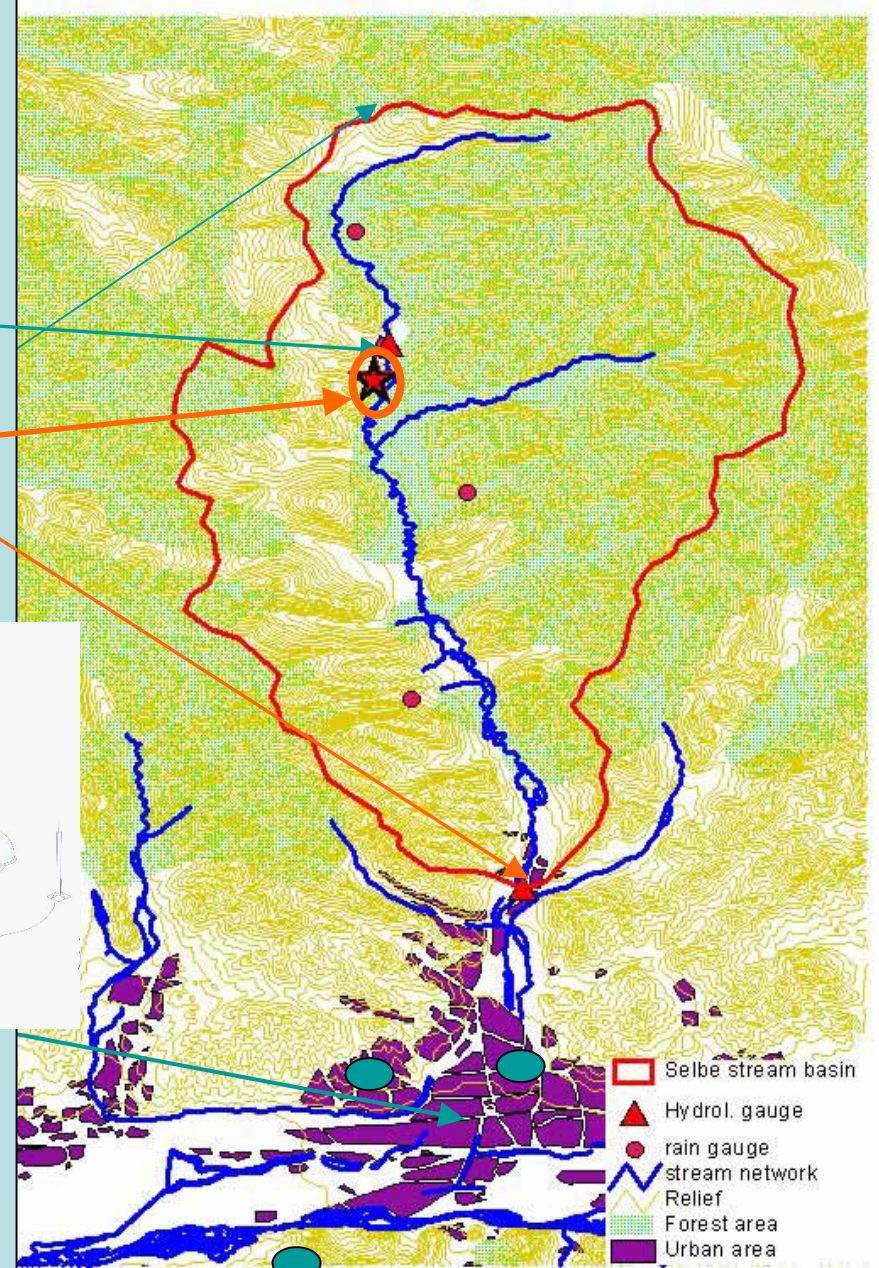 Selbe stream basin
Hydrol. gauge
rain gauge
stream network
Relief
Forest area
Urban area